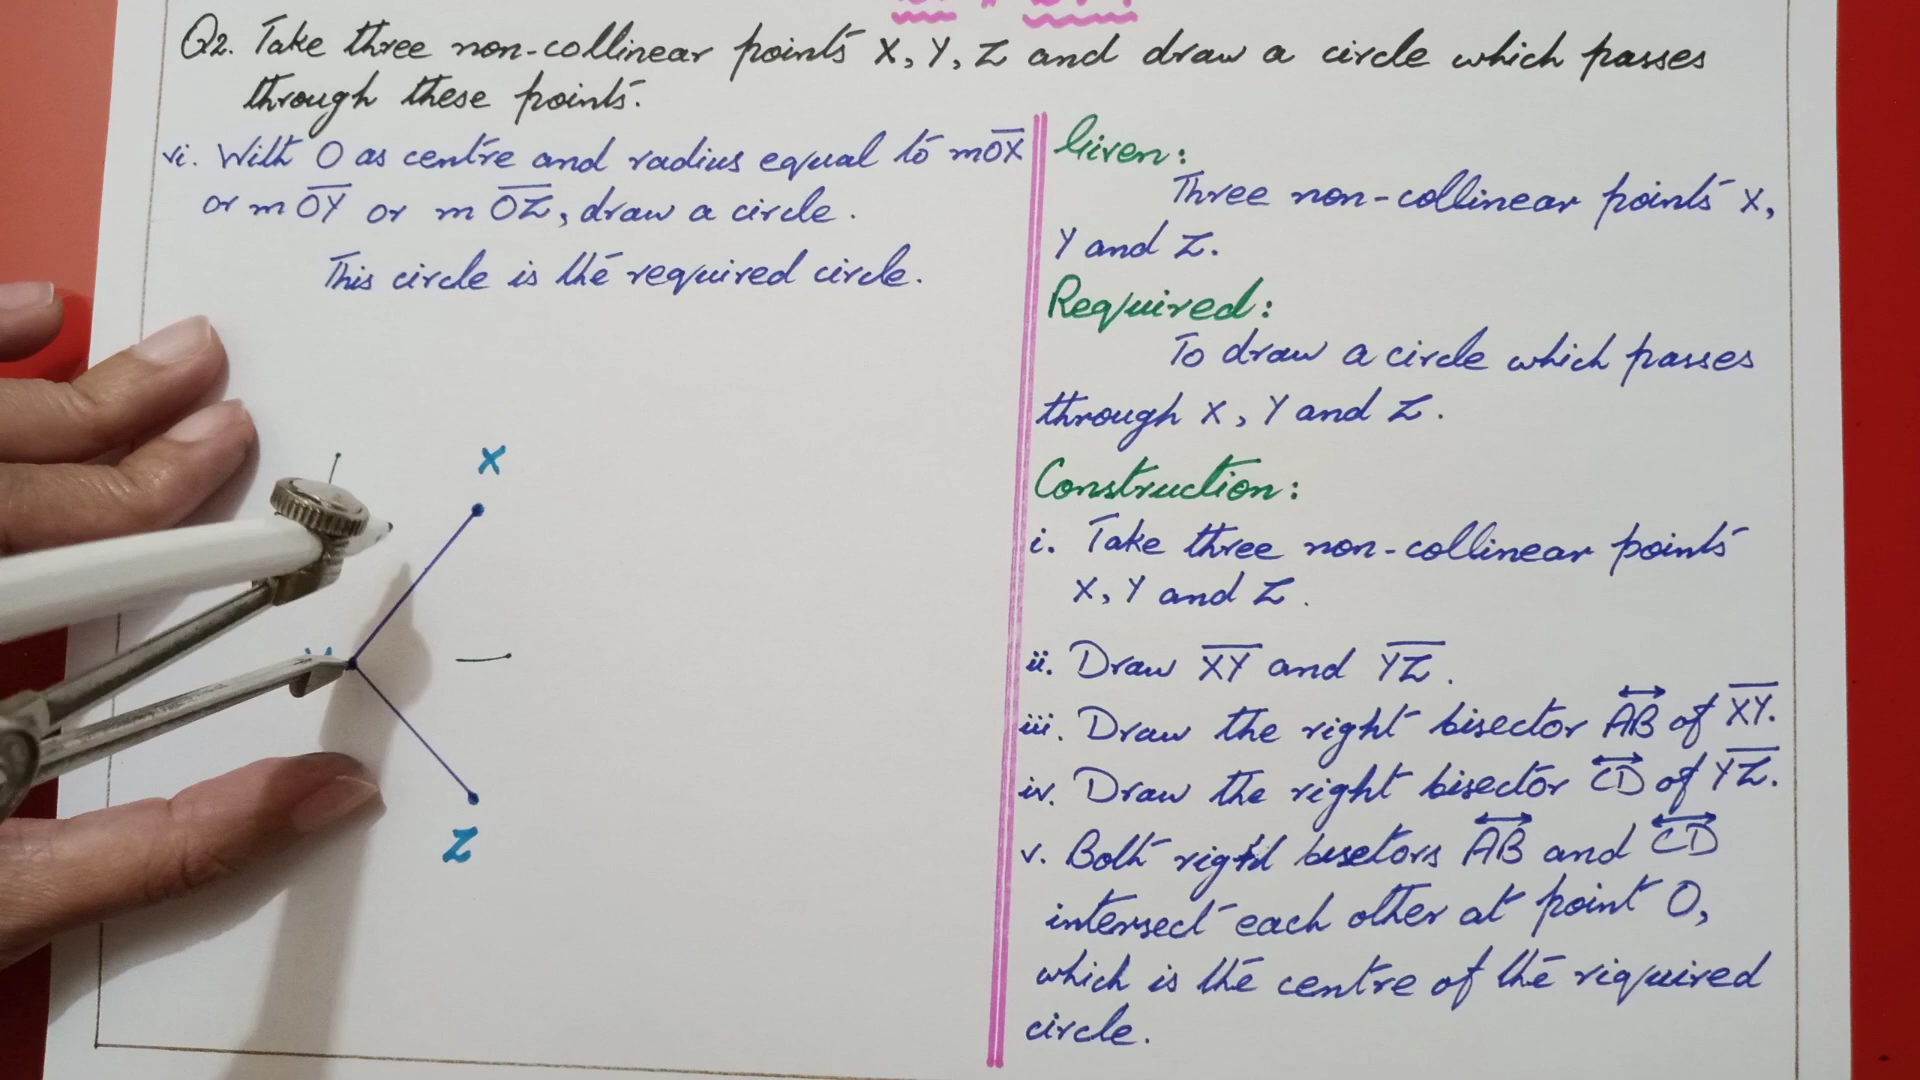 Q2. Take three non-collinear points X, Y, Z and draw a circle which passes
through these points.
vi. With O as centre and radius equal to mOX
or mOY or mOZ, draw a circle.
This circle is the required circle.
Given:
Three non-collinear points X,
Y and Z.
Required:
To draw a circle which passes
through X, Y and Z.
Construction:
i. Take three non-collinear points
X, Y and Z.
ii. Draw XY and YZ.
iii. Draw the right bisector AB of XY.
iv. Draw the right bisector CD of YZ.
v. Both right bisetors AB and CD
intersect each other at point O,
which is the centre of the riquired
circle.
X
Z